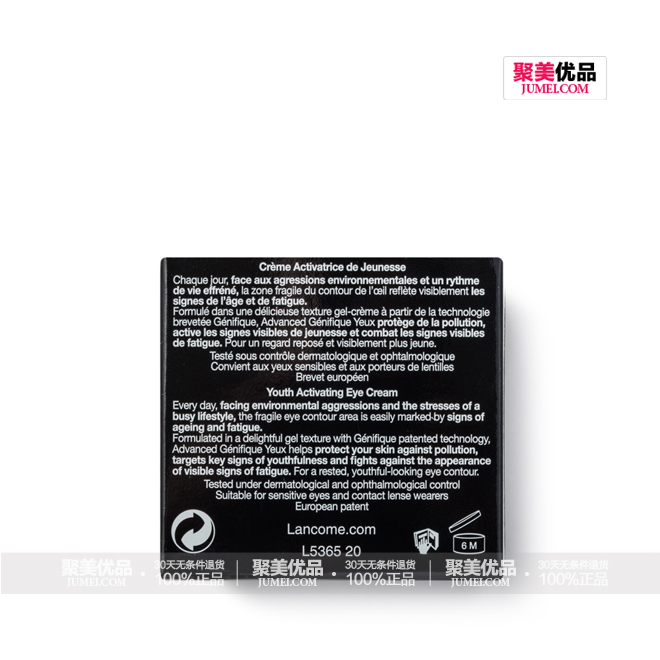 聚美优品
JUMEI.COM
Crème Activatrice de Jeunesse
Chaque jour, face aux agressions environnementales et un rythme
de vie effréné, la zone fragile du contour de l'œil reflète visiblement les
signes de l'âge et de fatigue.
Formulé dans une délicieuse texture gel-crème à partir de la technologie
brevetée Génifique, Advanced Génifique Yeux protège de la pollution,
active les signes visibles de jeunesse et combat les signes visibles
de fatigue. Pour un regard reposé et visiblement plus jeune.
Testé sous contrôle dermatologique et ophtalmologique
Convient aux yeux sensibles et aux porteurs de lentilles
Brevet européen
Youth Activating Eye Cream
Every day, facing environmental aggressions and the stresses of a
busy lifestyle, the fragile eye contour area is easily marked-by signs of
ageing and fatigue.
Formulated in a delightful gel texture with Génifique patented technology,
Advanced Génifique Yeux helps protect your skin against pollution,
targets key signs of youthfulness and fights against the appearance
of visible signs of fatigue. For a rested, youthful-looking eye contour.
Tested under dermatological and ophthalmological control
Suitable for sensitive eyes and contact lense wearers
European patent
Lancome.com
6 M
L5365 20
聚美优品 JUMEI.COM · 30天无条件退货 100%正品 | 聚美优品 JUMEI.COM · 30天无条件退货 100%正品 | 聚美优品 JUMEI.COM · 30天无条件退货 100%正品